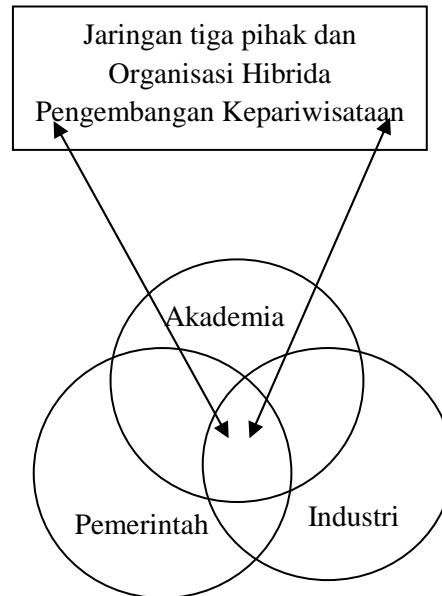 Jaringan tiga pihak dan
Organisasi Hibrida
Pengembangan Kepariwisataan
Akademia
Pemerintah
Industri